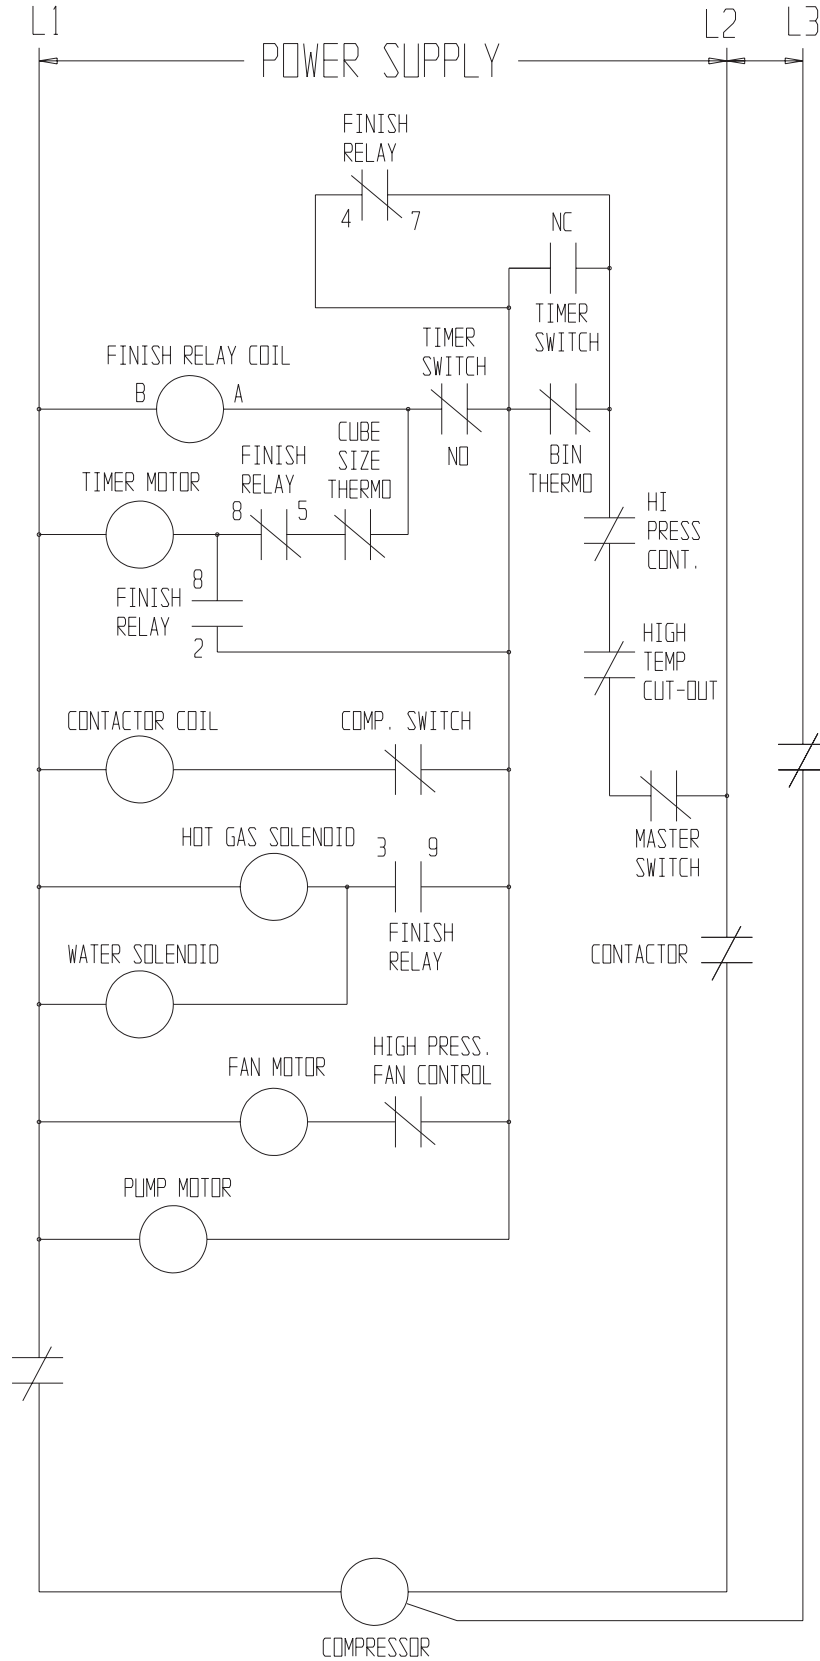 L1
L2
L3
POWER SUPPLY
FINISH
RELAY
4
7
NC
TIMER
SWITCH
TIMER
SWITCH
FINISH RELAY COIL
B
A
NO
CUBE
SIZE
THERMO
BIN
THERMO
FINISH
RELAY
TIMER MOTOR
8
5
HI
PRESS
CONT.
8
FINISH
RELAY
2
HIGH
TEMP
CUT-OUT
CONTACTOR COIL
COMP. SWITCH
MASTER
SWITCH
HOT GAS SOLENOID
3
9
FINISH
RELAY
WATER SOLENOID
CONTACTOR
FAN MOTOR
HIGH PRESS.
FAN CONTROL
PUMP MOTOR
COMPRESSOR